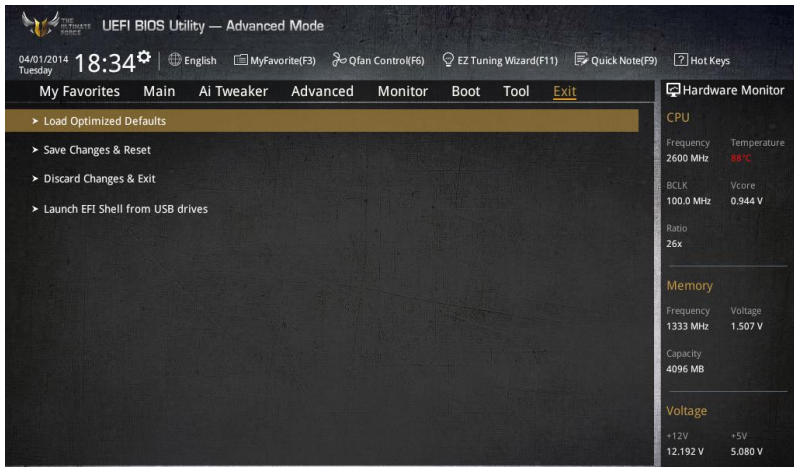 THE
ULTIMATE
FORCE
UEFI BIOS Utility — Advanced Mode
04/01/2014
Tuesday
18:34
English
MyFavorite(F3)
Qfan Control(F6)
EZ Tuning Wizard(F11)
Quick Note(F9)
? Hot Keys
My Favorites Main Ai Tweaker Advanced Monitor Boot Tool Exit
Hardware Monitor
➤ Load Optimized Defaults
➤ Save Changes & Reset
➤ Discard Changes & Exit
➤ Launch EFI Shell from USB drives
CPU
Frequency Temperature
2600 MHz 88°C
BCLK Vcore
100.0 MHz 0.944 V
Ratio
26x
Memory
Frequency Voltage
1333 MHz 1.507 V
Capacity
4096 MB
Voltage
+12V +5V
12.192 V 5.080 V